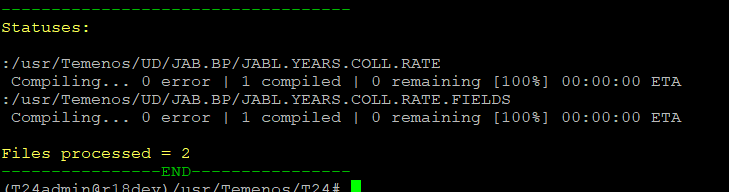 -----------------------------------
Statuses:
:/usr/Temenos/UD/JAB.BP/JABL.YEARS.COLL.RATE
Compiling... 0 error | 1 compiled | 0 remaining [100%] 00:00:00 ETA
:/usr/Temenos/UD/JAB.BP/JABL.YEARS.COLL.RATE.FIELDS
Compiling... 0 error | 1 compiled | 0 remaining [100%] 00:00:00 ETA
Files processed = 2
----------------END----------------
(T24admin@r18dev)/usr/Temenos/T24#